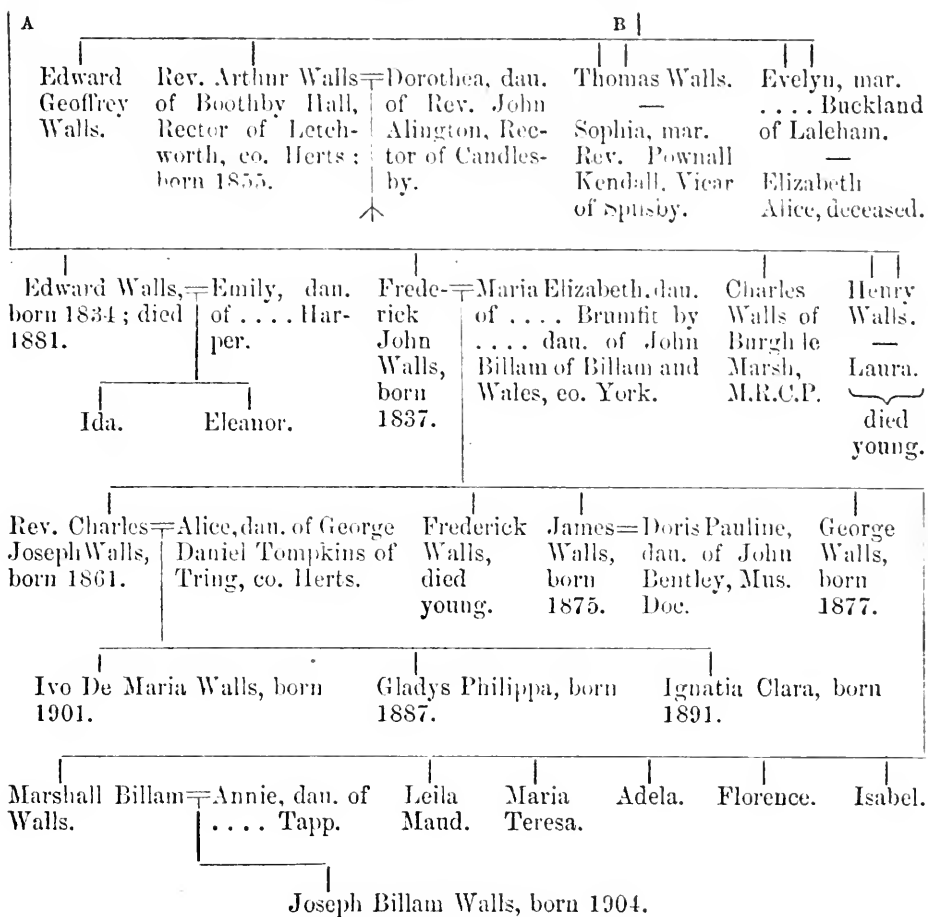 A
B
Edward
Geoffrey
Walls.
Rev. Arthur Walls
of Boothby Hall,
Rector of Letch-
worth, co. Herts :
born 1855.
Dorothea, dau.
of Rev. John
Alington, Rec-
tor of Candles-
by.
Thomas Walls.
—
Sophia, mar.
Rev. Pownall
Kendall, Vicar
of Spilsby.
Evelyn, mar.
. . . . Buckland
of Laleham.
—
Elizabeth
Alice, deceased.
Edward Walls,
born 1834 ; died
1881.
Emily, dau.
of . . . . Har-
per.
Frede-
rick
John
Walls,
born
1837.
Maria Elizabeth, dau.
of . . . . Brumfit by
. . . . dau. of John
Billam of Billam and
Wales, co. York.
Charles
Walls of
Burgh le
Marsh,
M.R.C.P.
Henry
Walls.
—
Laura.
died
young.
Ida.
Eleanor.
Rev. Charles
Joseph Walls,
born 1861.
Alice, dau. of George
Daniel Tompkins of
Tring, co. Herts.
Frederick
Walls,
died
young.
James
Walls,
born
1875.
Doris Pauline,
dau. of John
Bentley, Mus.
Doc.
George
Walls,
born
1877.
Ivo De Maria Walls, born
1901.
Gladys Philippa, born
1887.
Ignatia Clara, born
1891.
Marshall Billam
Walls.
Annie, dau. of
. . . . Tapp.
Leila
Maud.
Maria
Teresa.
Adela.
Florence.
Isabel.
Joseph Billam Walls, born 1904.